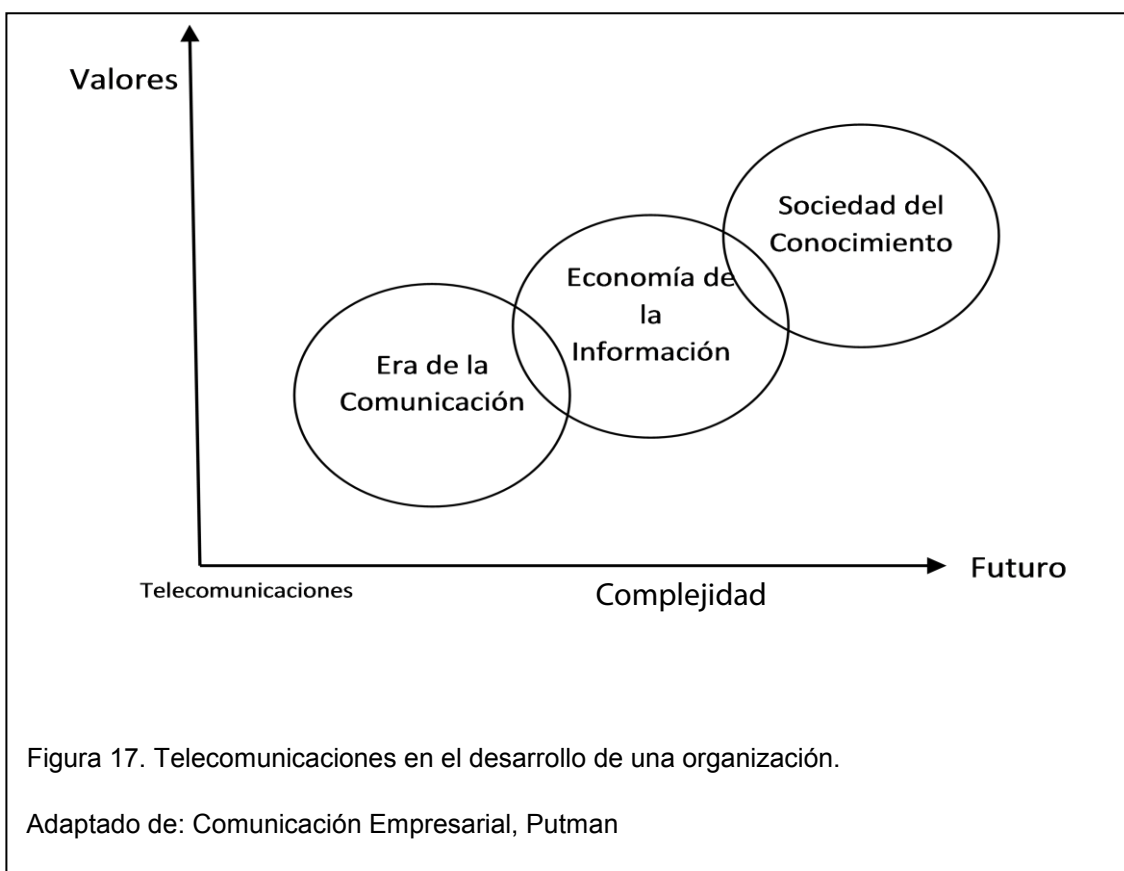 Valores
Sociedad del
Conocimiento
Economía de
la
Información
Era de la
Comunicación
Futuro
Telecomunicaciones
Complejidad
Figura 17. Telecomunicaciones en el desarrollo de una organización.
Adaptado de: Comunicación Empresarial, Putman